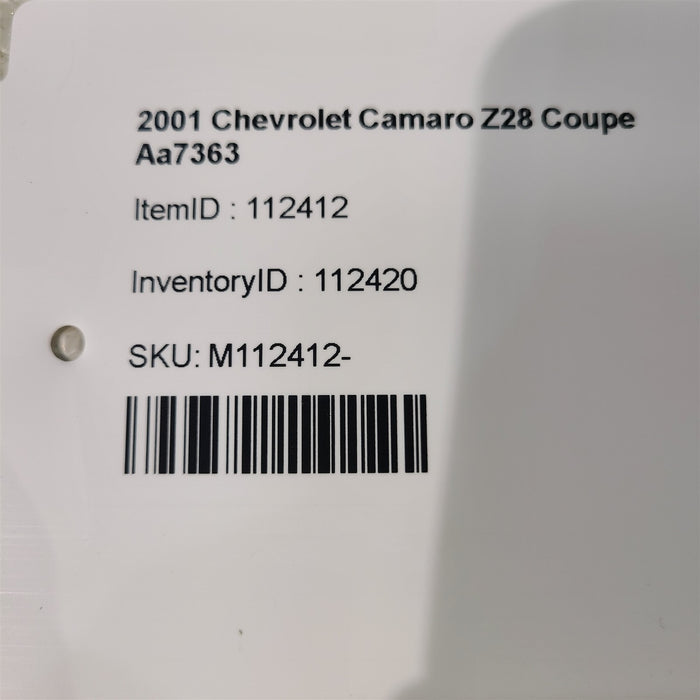 2001 Chevrolet Camaro Z28 Coupe
Aa7363
ItemID : 112412
InventoryID : 112420
SKU: M112412-